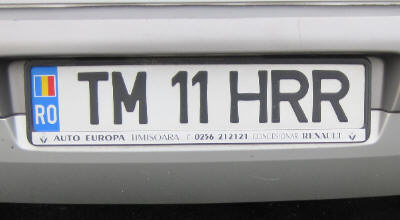 TM 11 HRR
RO
AUTO EUROPA TIMISOARA 0256 212121 CONCESIONAR RENAULT